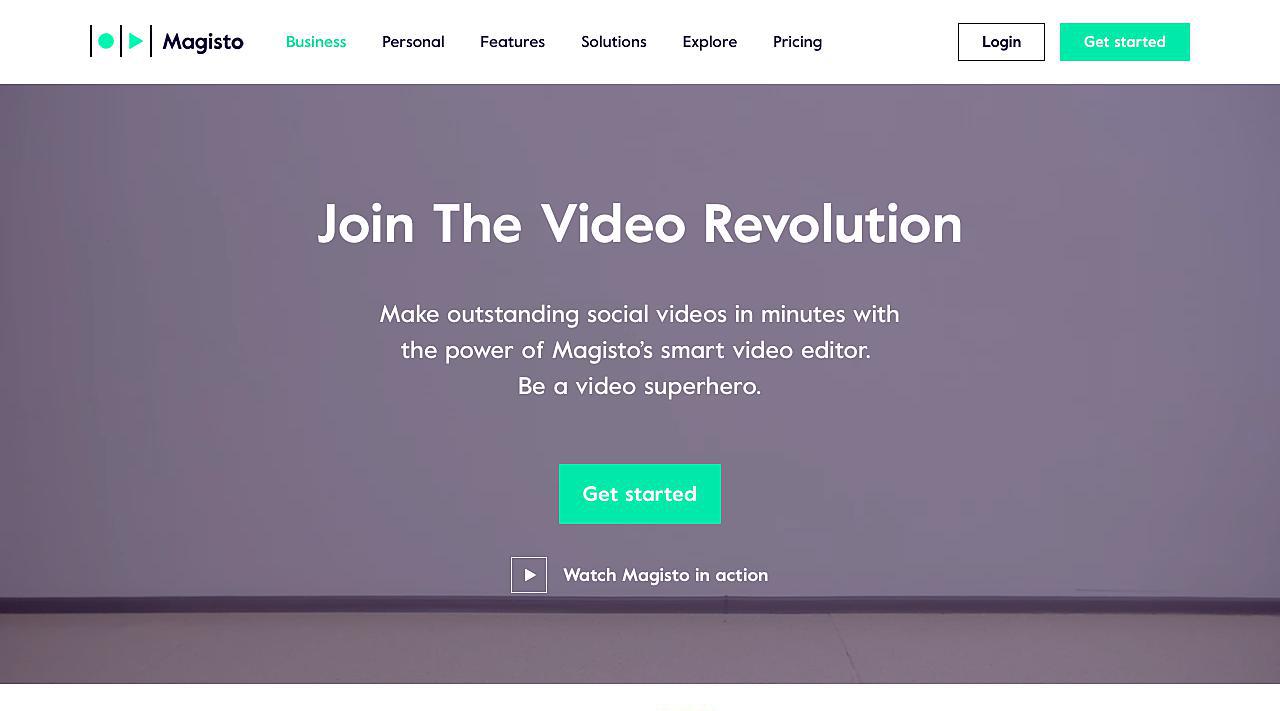 Magisto
Business
Personal
Features
Solutions
Explore
Pricing
Login
Get started
Join The Video Revolution
Make outstanding social videos in minutes with
the power of Magisto’s smart video editor.
Be a video superhero.
Get started
Watch Magisto in action